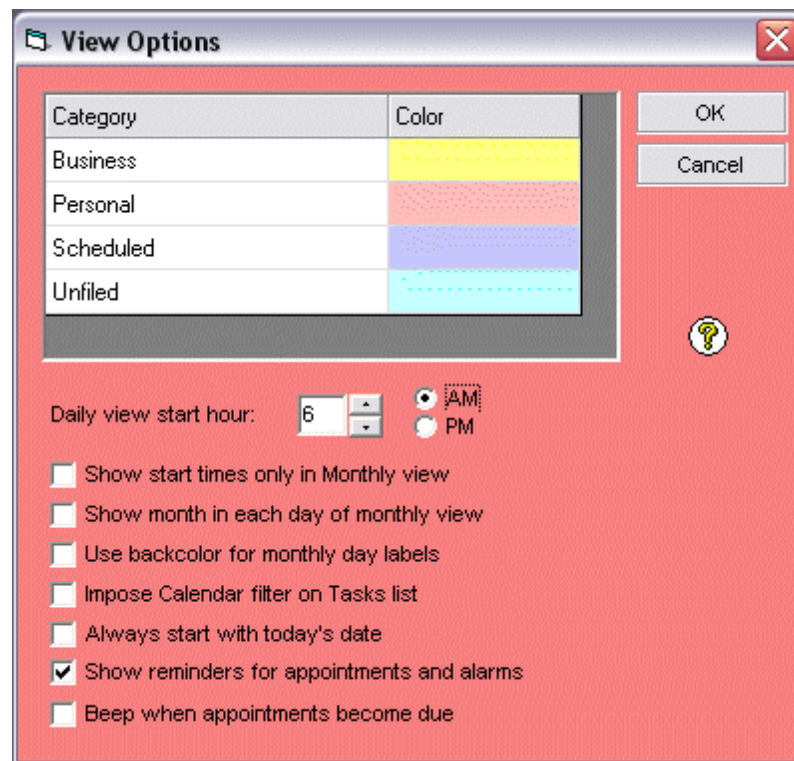 View Options
Category Color
Business
Personal
Scheduled
Unfiled
OK
Cancel
?
Daily view start hour: 6 AM
PM
Show start times only in Monthly view
Show month in each day of monthly view
Use backcolor for monthly day labels
Impose Calendar filter on Tasks list
Always start with today's date
Show reminders for appointments and alarms
Beep when appointments become due